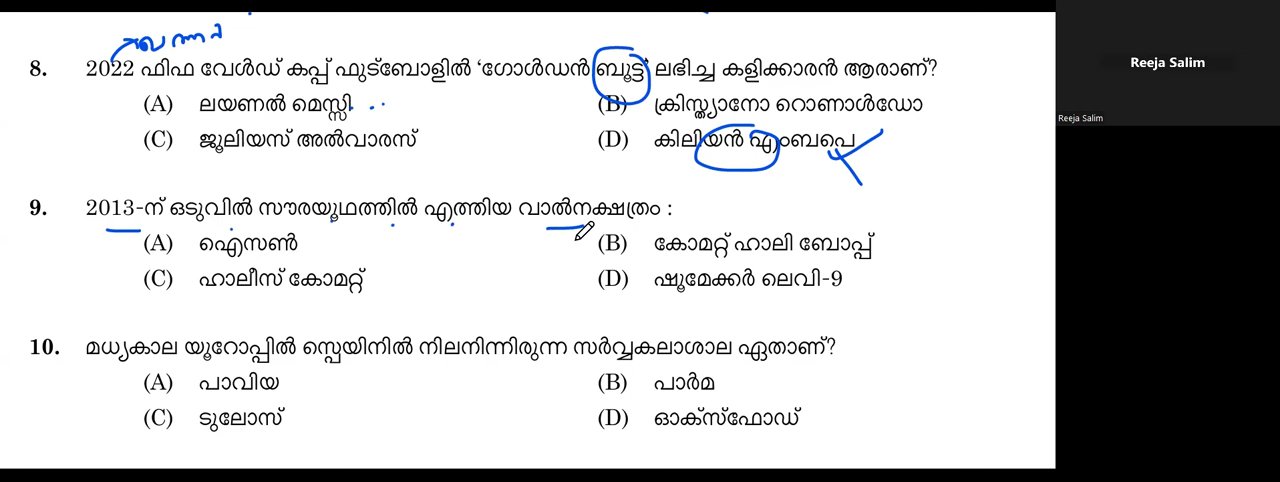 ഖത്തർ
8. 2022 ഫിഫ വേൾഡ് കപ്പ് ഫുട്ബോളിൽ ‘ഗോൾഡൻ ബൂട്ട്’ ലഭിച്ച കളിക്കാരൻ ആരാണ്?
(A) ലയണൽ മെസ്സി (B) ക്രിസ്ത്യാനോ റൊണാൾഡോ
(C) ജൂലിയസ് അൽവാരസ് (D) കിലിയൻ എംബപെ
9. 2013-ന് ഒടുവിൽ സൗരയൂഥത്തിൽ എത്തിയ വാൽനക്ഷത്രം :
(A) ഐസൺ (B) കോമറ്റ് ഹാലി ബോപ്പ്
(C) ഹാലീസ് കോമറ്റ് (D) ഷൂമേക്കർ ലെവി-9
10. മധ്യകാല യൂറോപ്പിൽ സ്പെയിനിൽ നിലനിന്നിരുന്ന സർവ്വകലാശാല ഏതാണ്?
(A) പാവിയ (B) പാർമ
(C) ടുലോസ് (D) ഓക്സ്ഫോഡ്
Reeja Salim
Reeja Salim